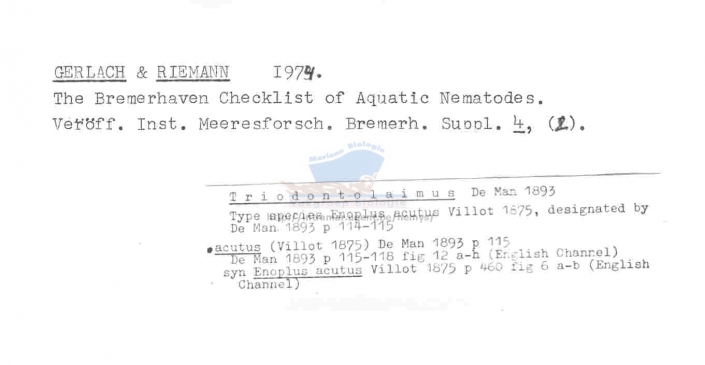 GERLACH & RIEMANN 1974.
The Bremerhaven Checklist of Aquatic Nematodes.
Veröff. Inst. Meeresforsch. Bremerh. Suppl. 4, (2).
Mariene Biologie
Triodontolaimus De Man 1893
Type species Enoplus acutus Villot 1875, designated by
De Man 1893 p 114-115
•acutus (Villot 1875) De Man 1893 p 115
De Man 1893 p 115-118 fig 12 a-h (English Channel)
syn Enoplus acutus Villot 1875 p 460 fig 6 a-b (English
Channel)